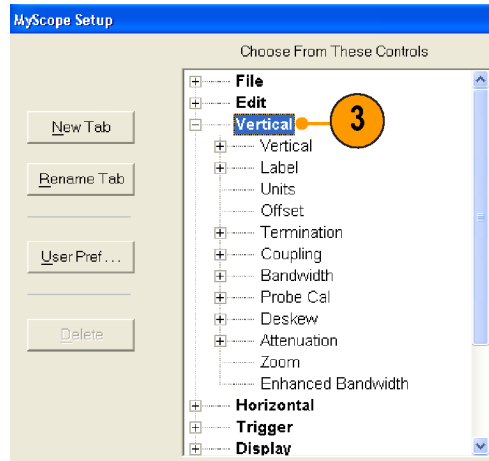 MyScope Setup
Choose From These Controls
File
Edit
Vertical
3
Vertical
Label
Units
Offset
Termination
Coupling
Bandwidth
Probe Cal
Deskew
Attenuation
Zoom
Enhanced Bandwidth
Horizontal
Trigger
Display
New Tab
Rename Tab
User Pref . . .
Delete